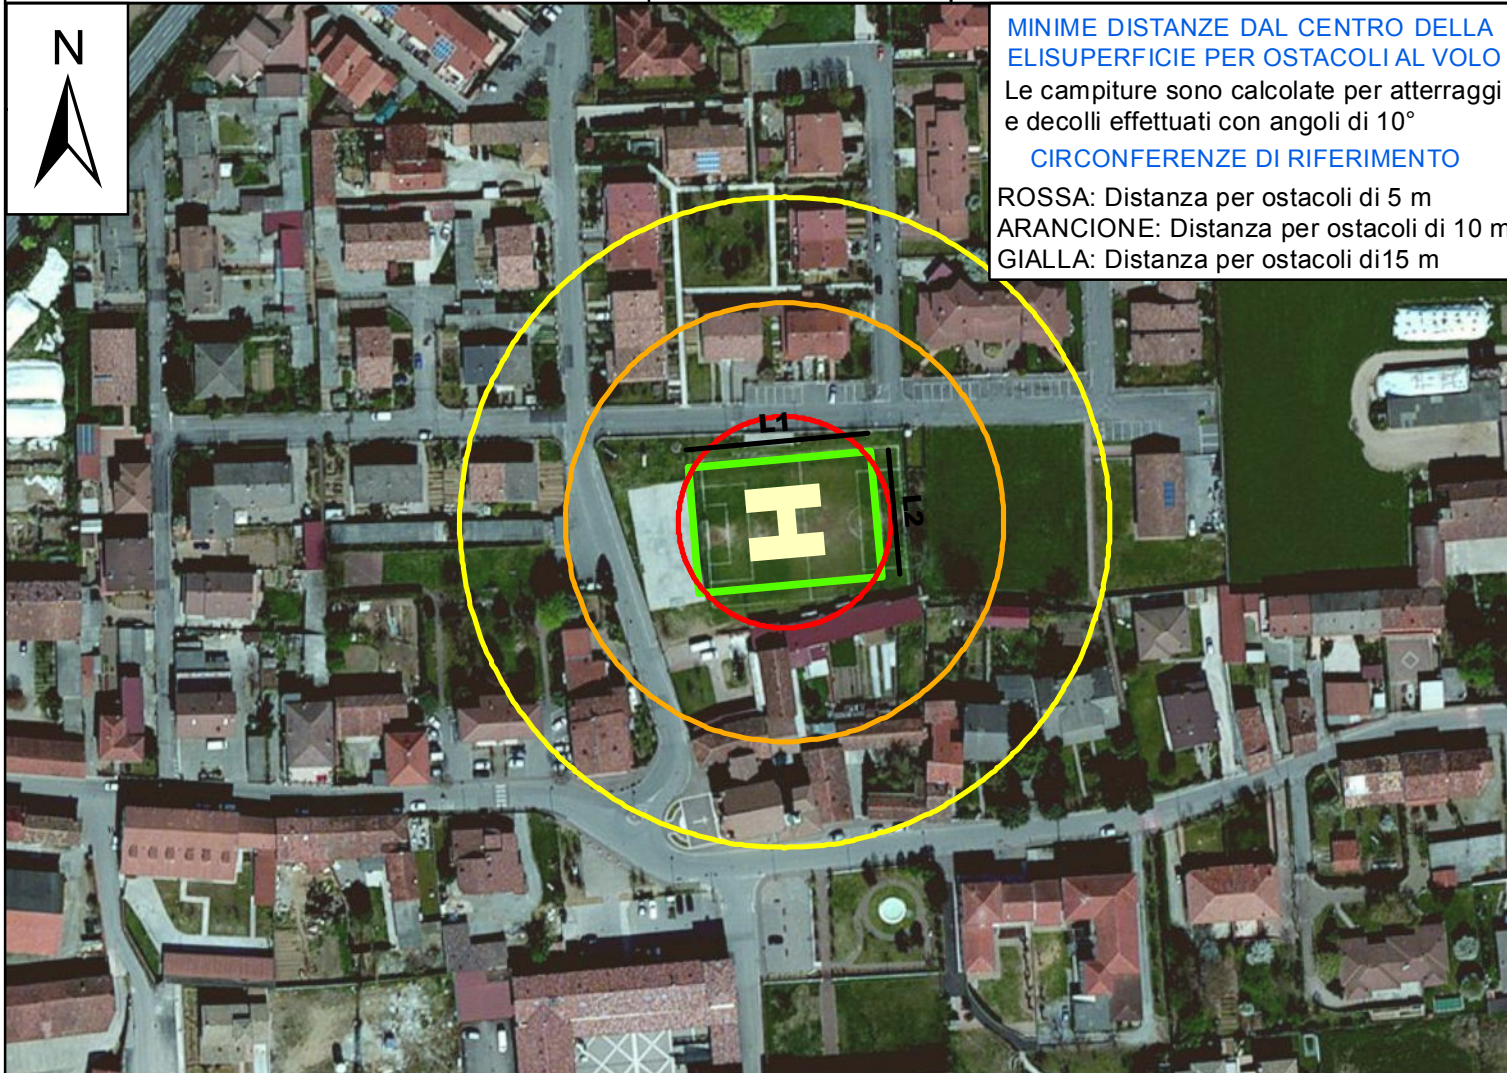 N
MINIME DISTANZE DAL CENTRO DELLA
ELISUPERFICIE PER OSTACOLI AL VOLO
Le campiture sono calcolate per atterraggi
e decolli effettuati con angoli di 10°
CIRCONFERENZE DI RIFERIMENTO
ROSSA: Distanza per ostacoli di 5 m
ARANCIONE: Distanza per ostacoli di 10 m
GIALLA: Distanza per ostacoli di15 m
L1
L2
H